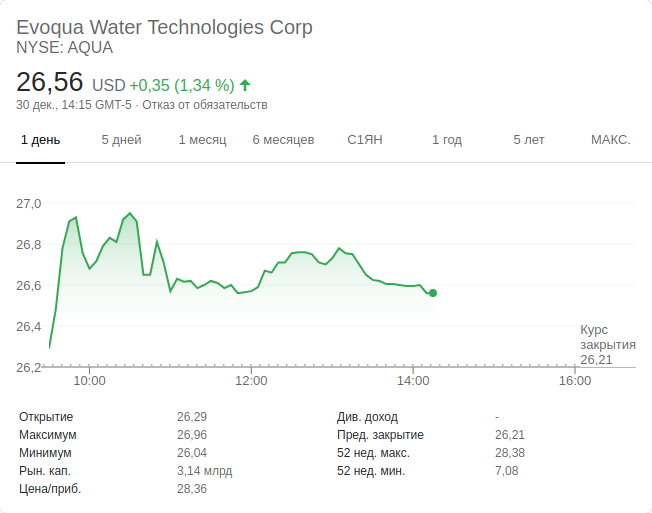 Evoqua Water Technologies Corp
NYSE: AQUA
26,56 USD +0,35 (1,34 %)
30 дек., 14:15 GMT-5 · Отказ от обязательств
1 день 5 дней 1 месяц 6 месяцев С1ЯН 1 год 5 лет МАКС.
27,0
26,8
26,6
26,4
26,2
Курс
закрытия
26,21
10:00 12:00 14:00 16:00
Открытие 26,29 Див. доход -
Максимум 26,96 Пред. закрытие 26,21
Минимум 26,04 52 нед. макс. 28,38
Рын. кап. 3,14 млрд 52 нед. мин. 7,08
Цена/приб. 28,36